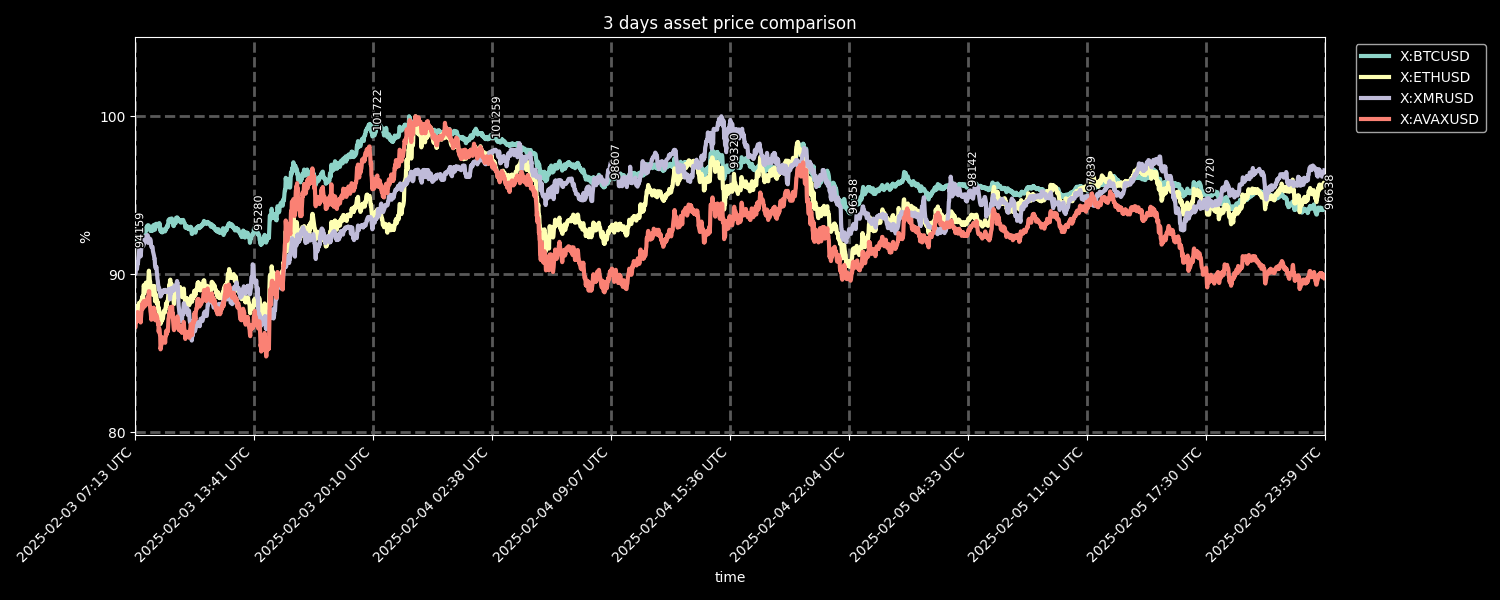 3 days asset price comparison
X:BTCUSD
X:ETHUSD
X:XMRUSD
X:AVAXUSD
100
90
80
%
94159
95280
101722
101259
98607
99320
96358
98142
97839
97720
96638
2025-02-03 07:13 UTC
2025-02-03 13:41 UTC
2025-02-03 20:10 UTC
2025-02-04 02:38 UTC
2025-02-04 09:07 UTC
2025-02-04 15:36 UTC
2025-02-04 22:04 UTC
2025-02-05 04:33 UTC
2025-02-05 11:01 UTC
2025-02-05 17:30 UTC
2025-02-05 23:59 UTC
time